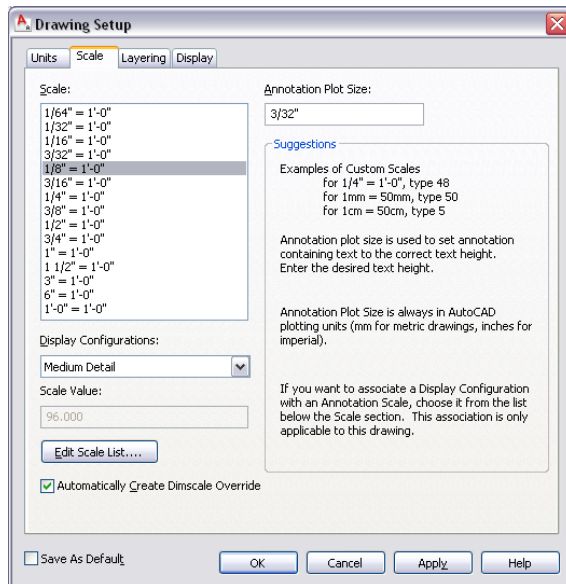 Drawing Setup
Units Scale Layering Display
Scale:
1/64" = 1'-0"
1/32" = 1'-0"
1/16" = 1'-0"
3/32" = 1'-0"
1/8" = 1'-0"
3/16" = 1'-0"
1/4" = 1'-0"
3/8" = 1'-0"
1/2" = 1'-0"
3/4" = 1'-0"
1" = 1'-0"
1 1/2" = 1'-0"
3" = 1'-0"
6" = 1'-0"
1'-0" = 1'-0"
Display Configurations:
Medium Detail
Scale Value:
96.000
Edit Scale List....
Automatically Create Dimscale Override
Annotation Plot Size:
3/32"
Suggestions
Examples of Custom Scales
for 1/4" = 1'-0", type 48
for 1mm = 50mm, type 50
for 1cm = 50cm, type 5
Annotation plot size is used to set annotation
containing text to the correct text height.
Enter the desired text height.
Annotation Plot Size is always in AutoCAD
plotting units (mm for metric drawings, inches for
imperial).
If you want to associate a Display Configuration
with an Annotation Scale, choose it from the list
below the Scale section. This association is only
applicable to this drawing.
Save As Default
OK Cancel Apply Help